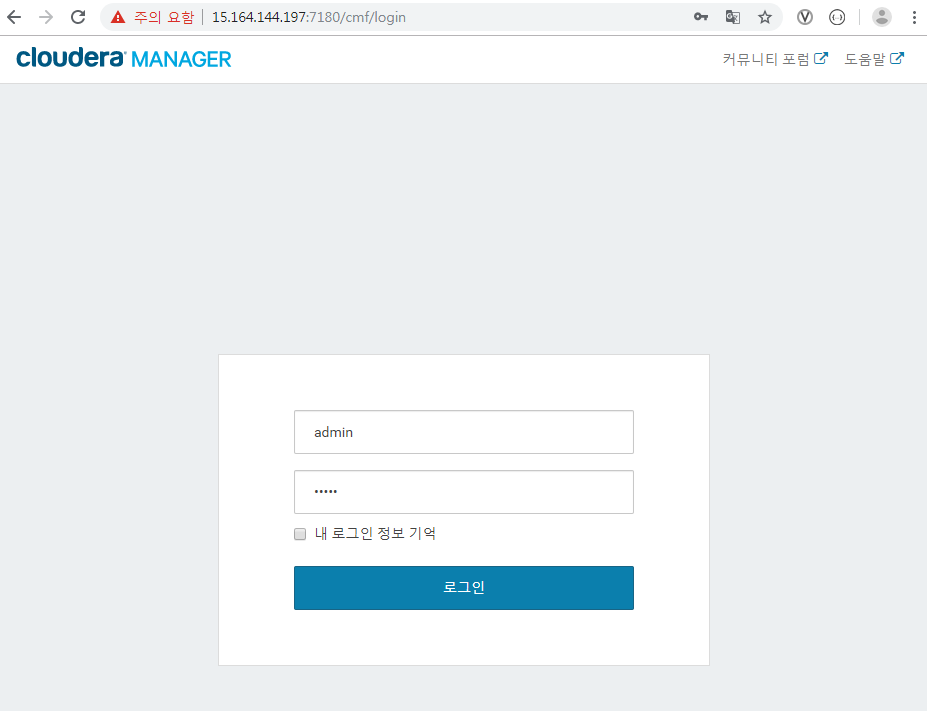 주의 요함 | 15.164.144.197:7180/cmf/login
cloudera MANAGER
커뮤니티 포럼 도움말
admin
•••••
내 로그인 정보 기억
로그인